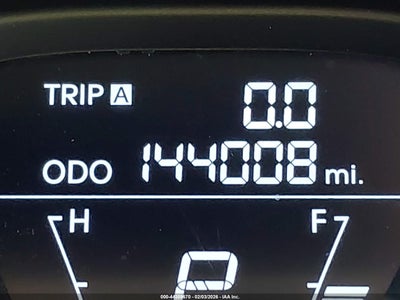 TRIP A 0.0
ODO 144008 mi.
H F
P